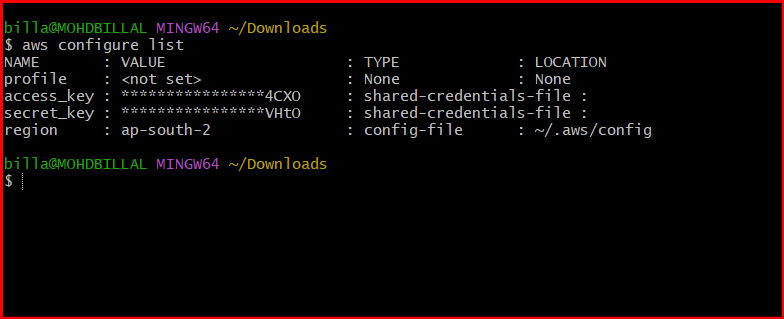 billa@MOHDBILLAL MINGW64 ~/Downloads
$ aws configure list
NAME       : VALUE                    : TYPE             : LOCATION
profile    : <not set>                : None             : None
access_key : ****************4CXO     : shared-credentials-file :
secret_key : ****************VHtO     : shared-credentials-file :
region     : ap-south-2               : config-file      : ~/.aws/config
billa@MOHDBILLAL MINGW64 ~/Downloads
$